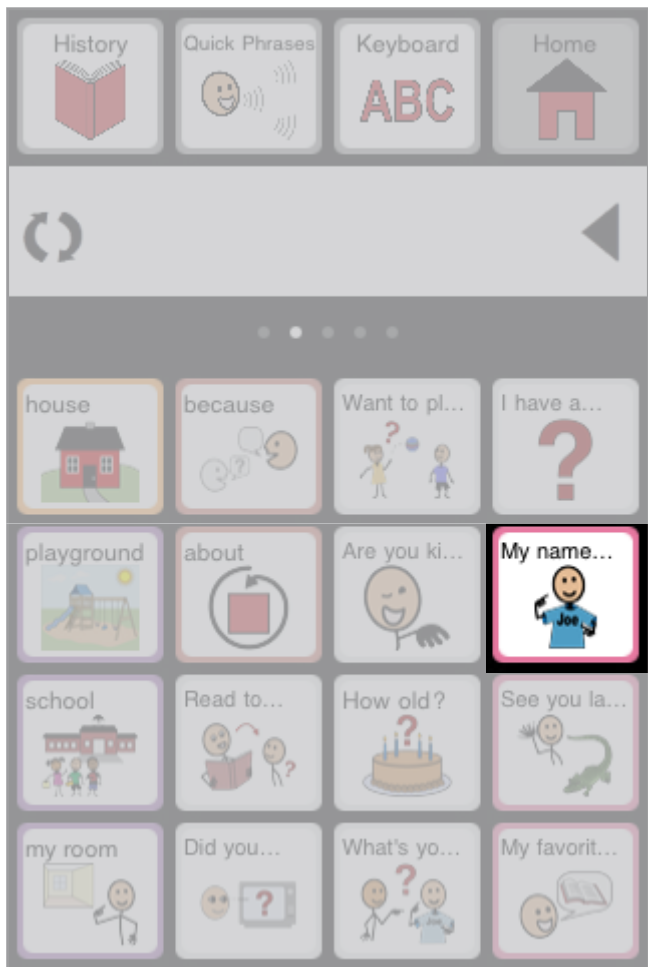 History Quick Phrases Keyboard Home
ABC
house because Want to pl... I have a...
?
?
?
playground about Are you ki... My name...
Joe
school Read to... How old? See you la...
?
?
my room Did you... What's yo... My favorit...
?
?